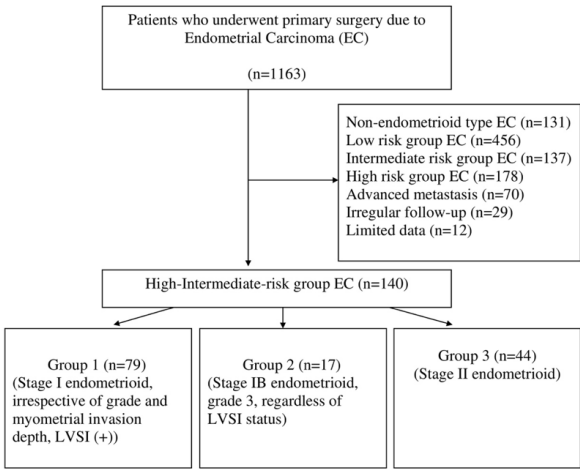 Patients who underwent primary surgery due to
Endometrial Carcinoma (EC)
(n=1163)
Non-endometrioid type EC (n=131)
Low risk group EC (n=456)
Intermediate risk group EC (n=137)
High risk group EC (n=178)
Advanced metastasis (n=70)
Irregular follow-up (n=29)
Limited data (n=12)
High-Intermediate-risk group EC (n=140)
Group 1 (n=79)
(Stage I endometrioid,
irrespective of grade and
myometrial invasion
depth, LVSI (+))
Group 2 (n=17)
(Stage IB endometrioid,
grade 3, regardless of
LVSI status)
Group 3 (n=44)
(Stage II endometrioid)